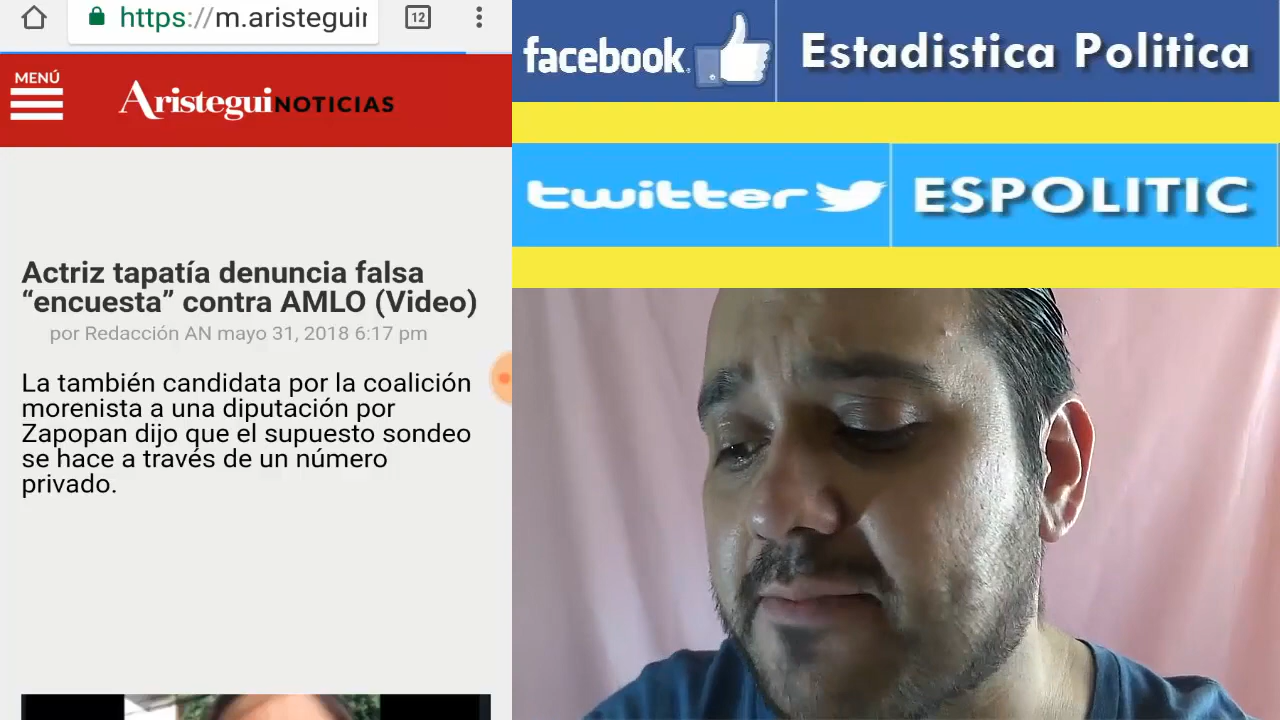 12
https://m.aristeguir
MENÚ
Aristegui NOTICIAS
Actriz tapatía denuncia falsa
“encuesta” contra AMLO (Video)
por Redacción AN mayo 31, 2018 6:17 pm
La también candidata por la coalición
morenista a una diputación por
Zapopan dijo que el supuesto sondeo
se hace a través de un número
privado.
facebook. Estadistica Politica
twitter ESPOLITIC